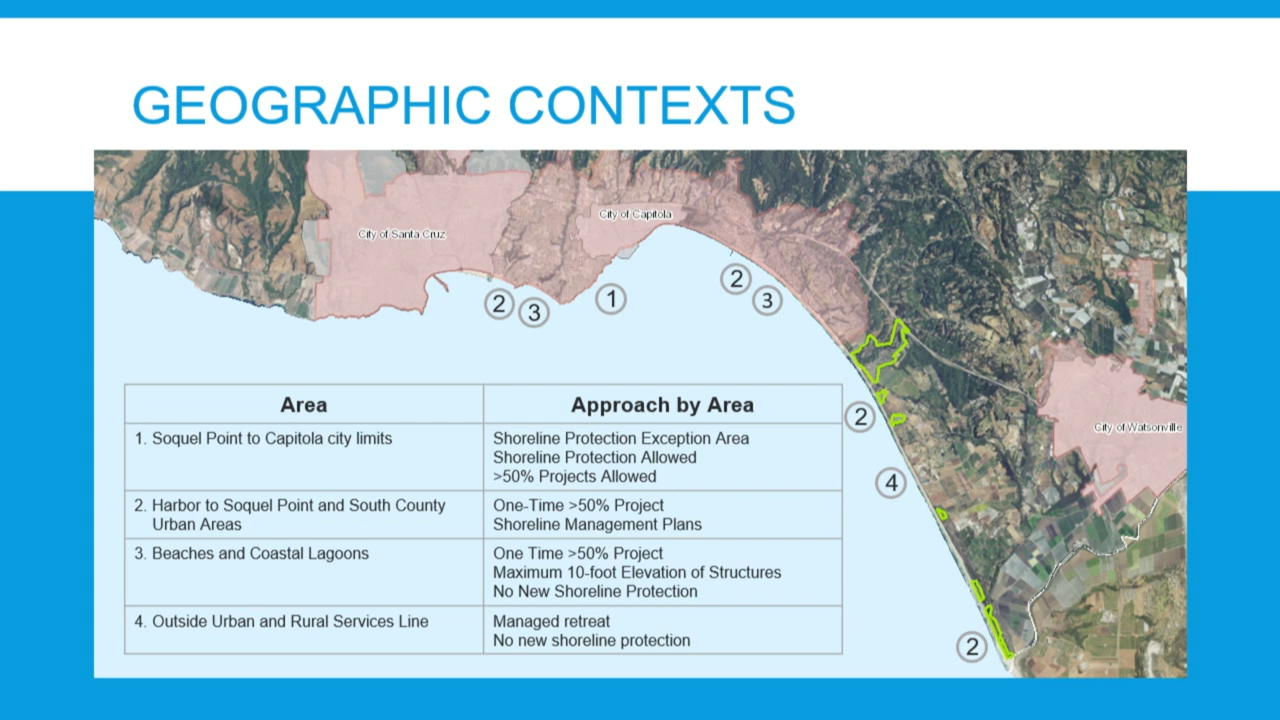 GEOGRAPHIC CONTEXTS
City of Capitola
City of Santa Cruz
2
3
1
2
3
2
City of Watsonville
4
2
Area
Approach by Area
1. Soquel Point to Capitola city limits
Shoreline Protection Exception Area
Shoreline Protection Allowed
>50% Projects Allowed
2. Harbor to Soquel Point and South County
Urban Areas
One-Time >50% Project
Shoreline Management Plans
3. Beaches and Coastal Lagoons
One Time >50% Project
Maximum 10-foot Elevation of Structures
No New Shoreline Protection
4. Outside Urban and Rural Services Line
Managed retreat
No new shoreline protection